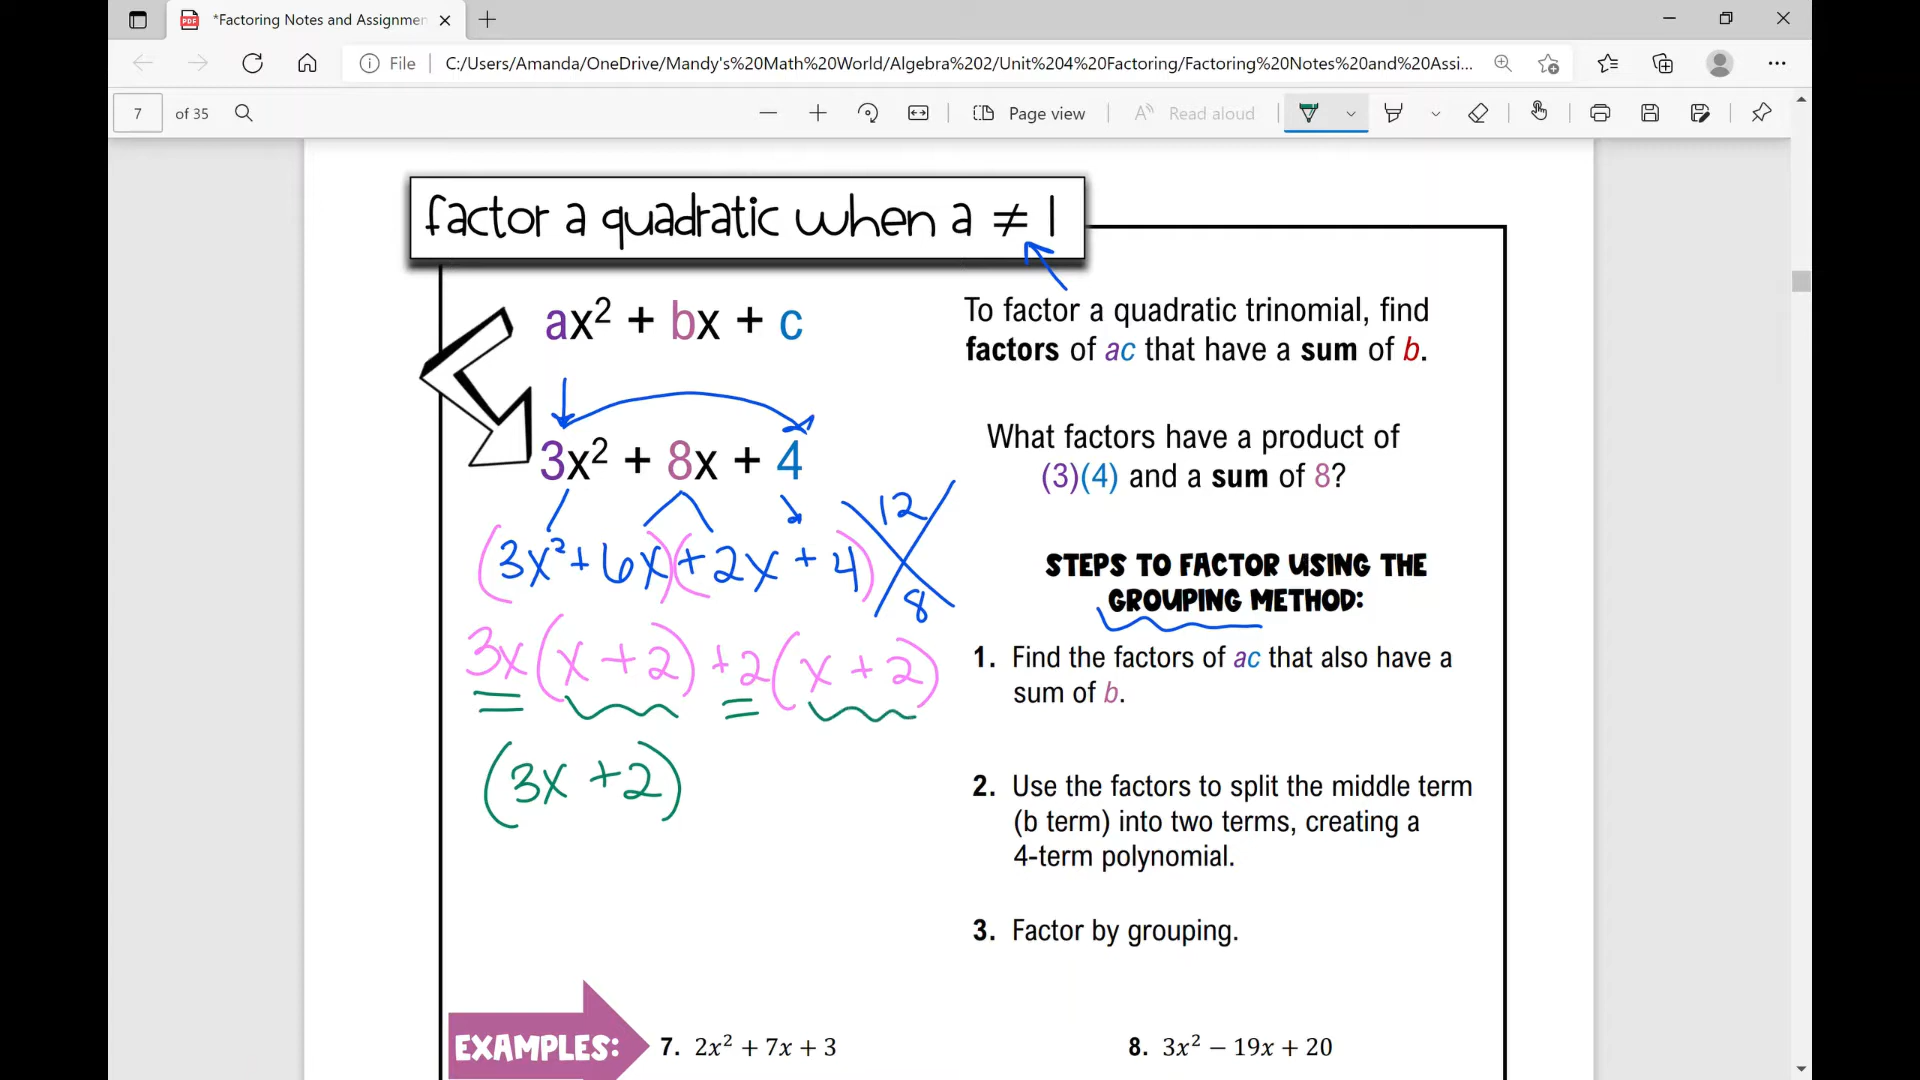 *Factoring Notes and Assignmen
File
C:/Users/Amanda/OneDrive/Mandy's%20Math%20World/Algebra%202/Unit%204%20Factoring/Factoring%20Notes%20and%20Assi...
7 of 35
Page view
Read aloud
factor a quadratic when a ≠ 1
ax² + bx + c
To factor a quadratic trinomial, find
factors of ac that have a sum of b.
3x² + 8x + 4
What factors have a product of
(3)(4) and a sum of 8?
12
(3x² + 6x)(+ 2x + 4)
8
STEPS TO FACTOR USING THE
GROUPING METHOD:
3x(x + 2) + 2(x + 2)
1. Find the factors of ac that also have a
sum of b.
(3x + 2)
2. Use the factors to split the middle term
(b term) into two terms, creating a
4-term polynomial.
3. Factor by grouping.
EXAMPLES:
7. 2x² + 7x + 3
8. 3x² − 19x + 20